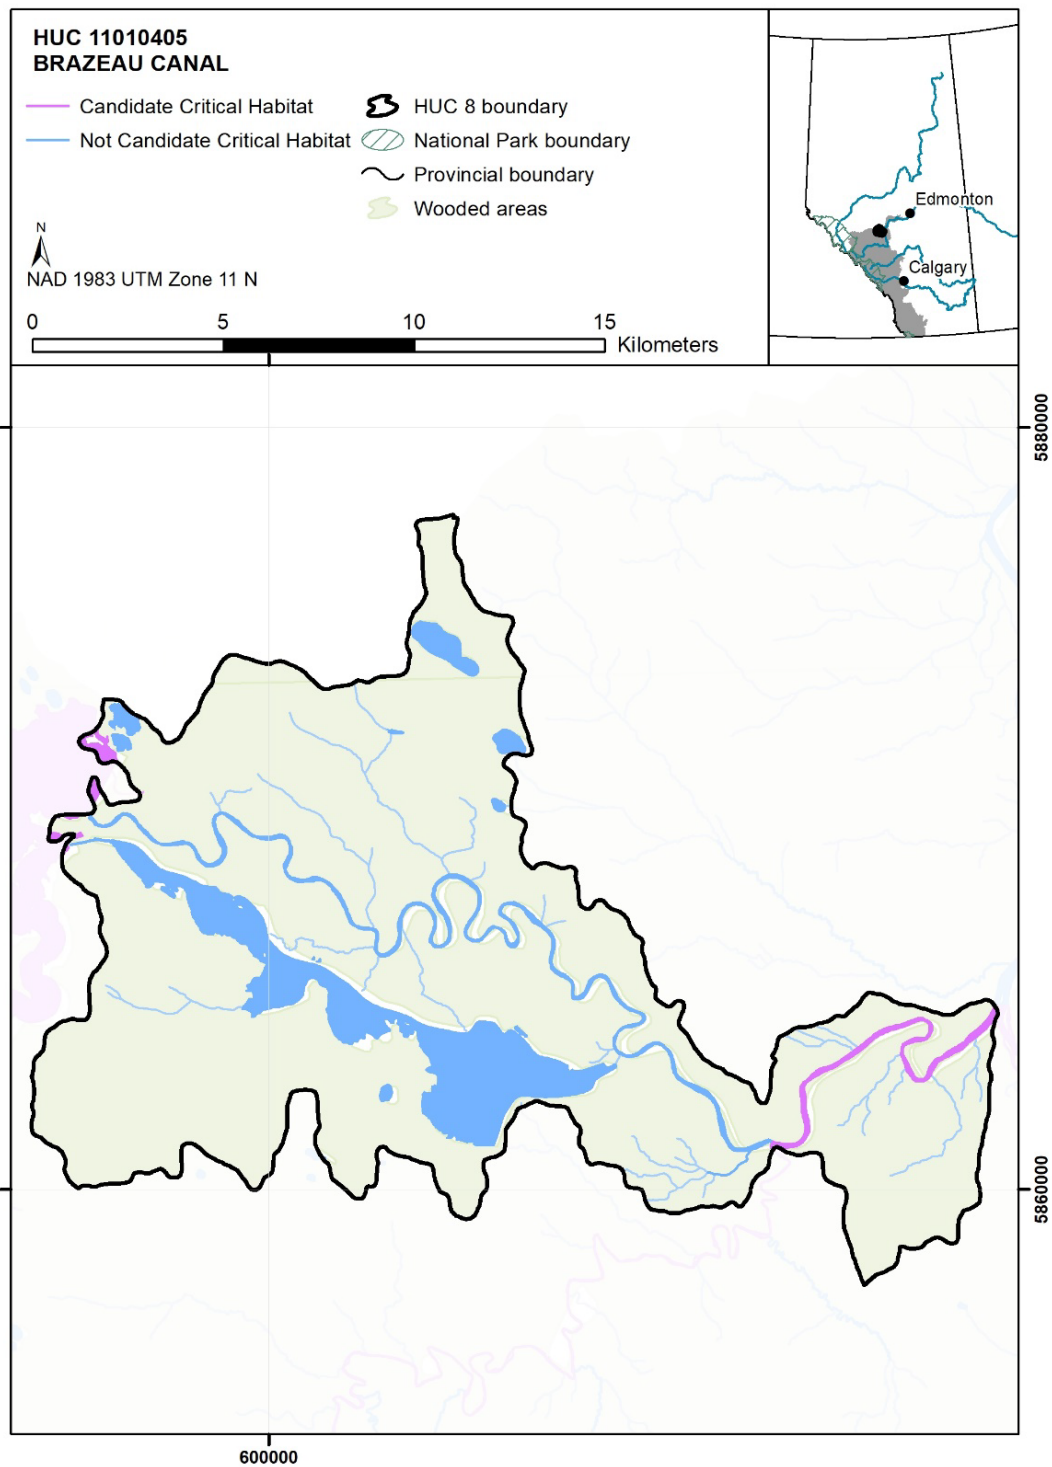 HUC 11010405
BRAZEAU CANAL
Candidate Critical Habitat
Not Candidate Critical Habitat
HUC 8 boundary
National Park boundary
Provincial boundary
Wooded areas
N
NAD 1983 UTM Zone 11 N
0 5 10 15
Kilometers
Edmonton
Calgary
5880000
5860000
600000